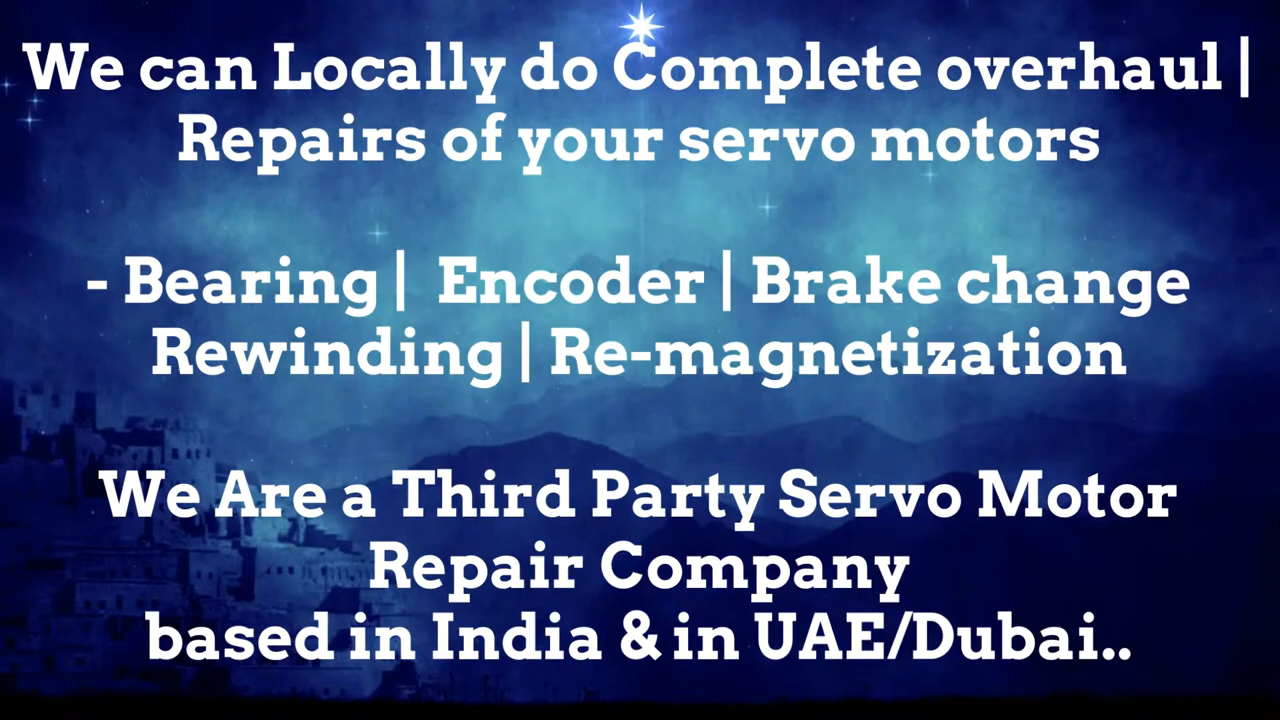 We can Locally do Complete overhaul |
Repairs of your servo motors
- Bearing | Encoder | Brake change
Rewinding | Re-magnetization
We Are a Third Party Servo Motor
Repair Company
based in India & in UAE/Dubai..